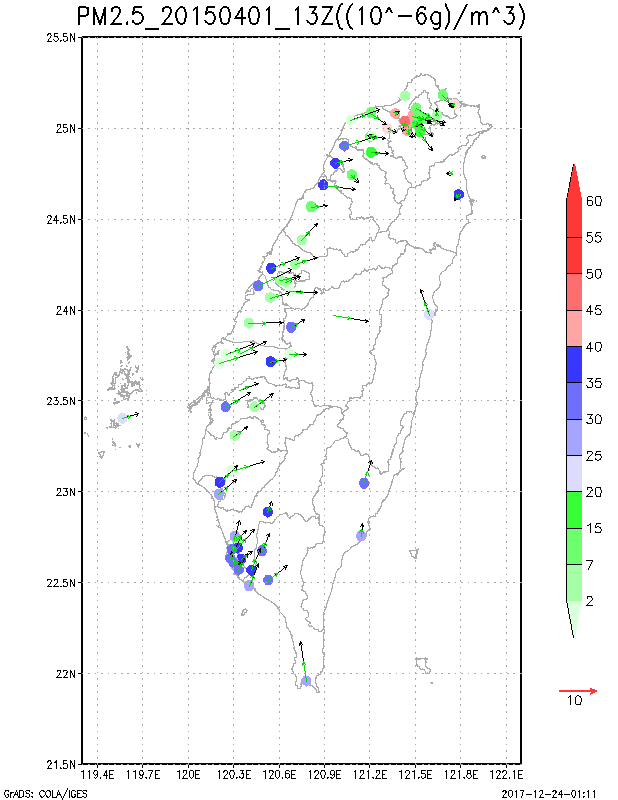 PM2.5_20150401_13Z((10^-6g)/m^3)
25.5N
25N
24.5N
24N
23.5N
23N
22.5N
22N
21.5N
119.4E 119.7E 120E 120.3E 120.6E 120.9E 121.2E 121.5E 121.8E 122.1E
60
55
50
45
40
35
30
25
20
15
7
2
10
GrADS: COLA/IGES
2017-12-24-01:11